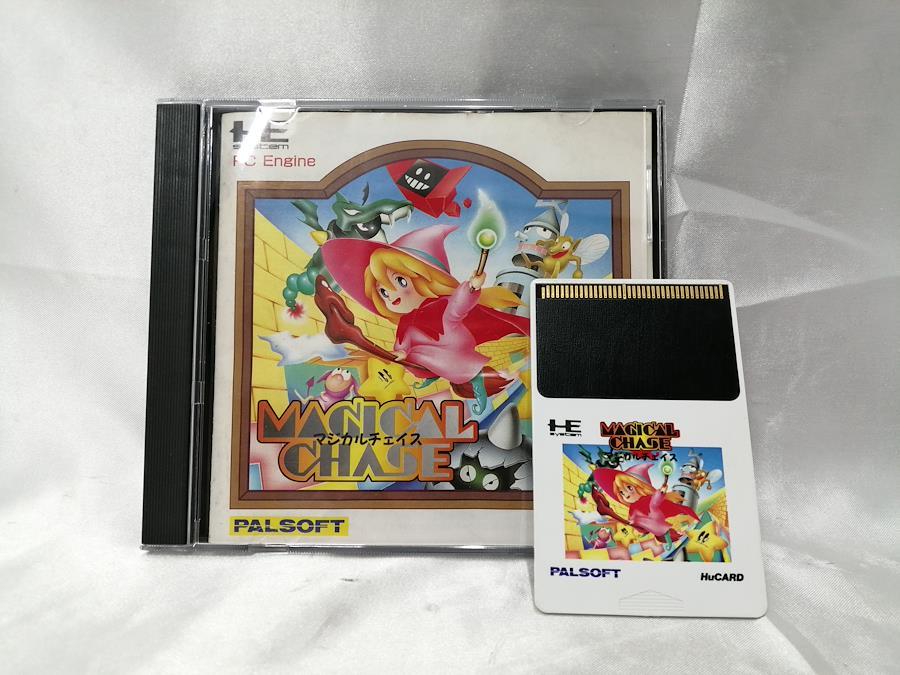 HE
system
PC Engine
MAGICAL
マジカルチェイス
CHASE
PALSOFT
HE
system
MAGICAL
CHASE
マジカルチェイス
PALSOFT
HuCARD